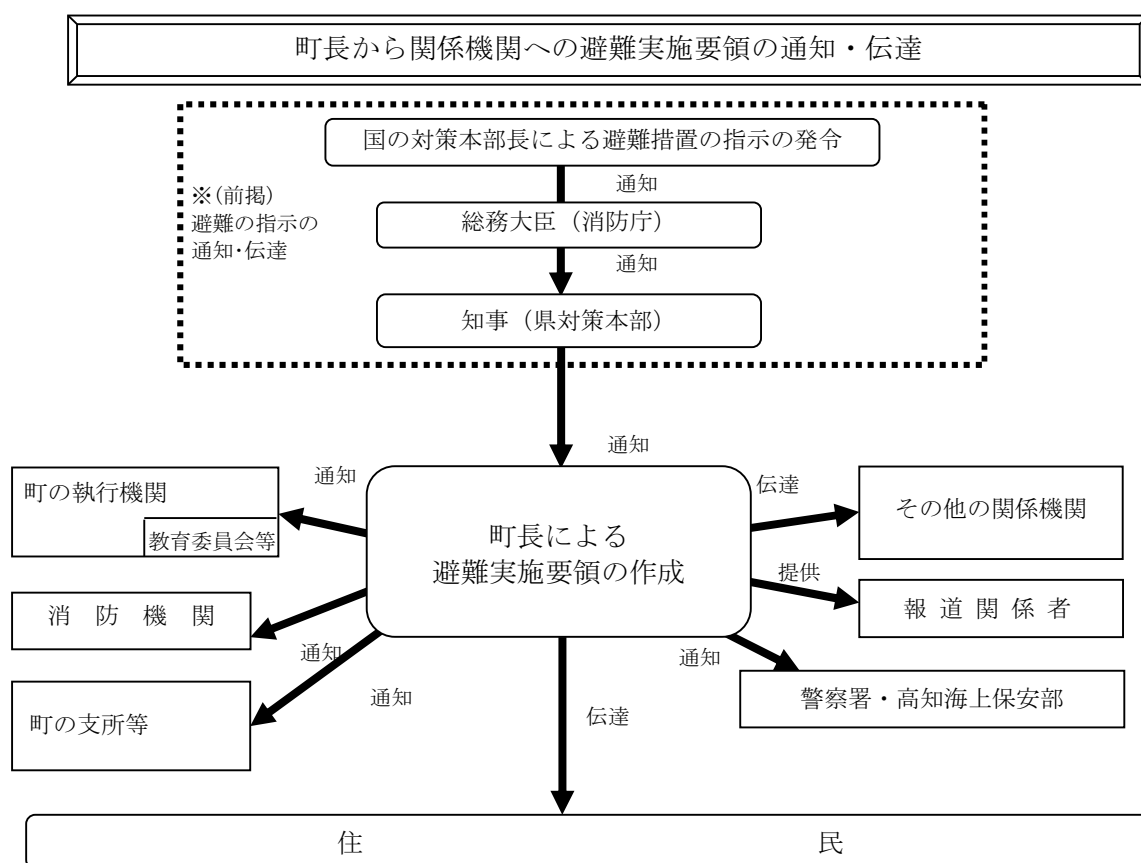 町長から関係機関への避難実施要領の通知・伝達
国の対策本部長による避難措置の指示の発令
通知
※(前掲)
避難の指示の
通知・伝達
総務大臣（消防庁）
通知
知事（県対策本部）
通知
町の執行機関
教育委員会等
通知
町長による
避難実施要領の作成
伝達
その他の関係機関
提供
報道関係者
消防機関
通知
通知
警察署・高知海上保安部
町の支所等
通知
伝達
住民